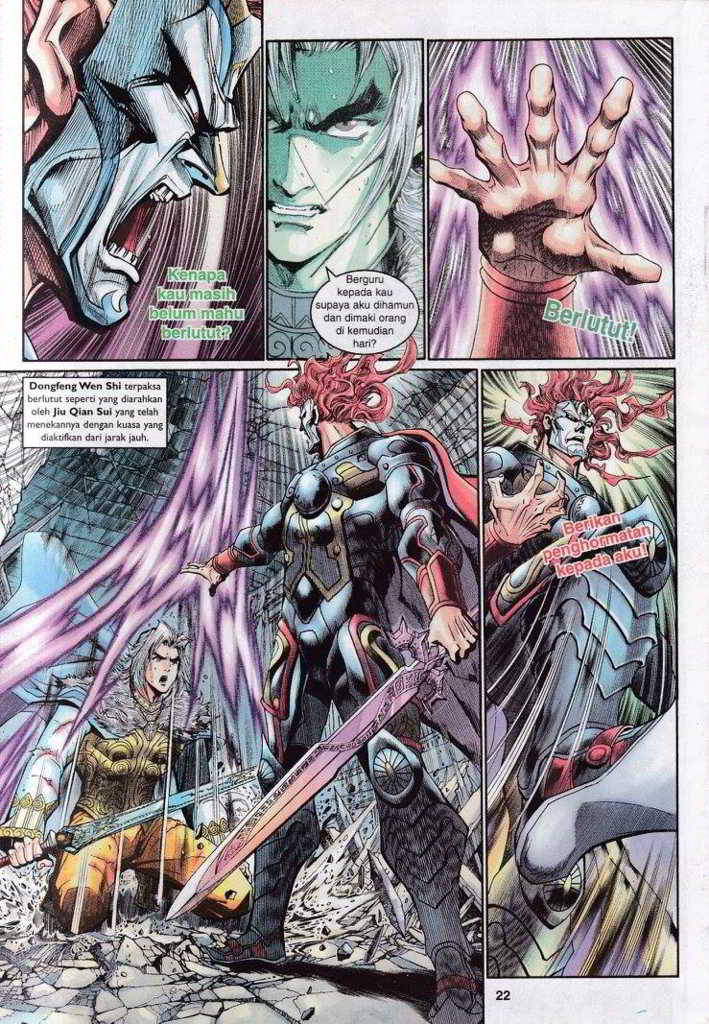 Kenapa
kau masih
belum mahu
berlutut?
Berguru
kepada kau
supaya aku dihamun
dan dimaki orang
di kemudian
hari?
Berlutut!
Dongfeng Wen Shi terpaksa
berlutut seperti yang diarahkan
oleh Jiu Qian Sui yang telah
menekannya dengan kuasa yang
diaktifkan dari jarak jauh.
Berikan
penghormatan
kepada aku!
22